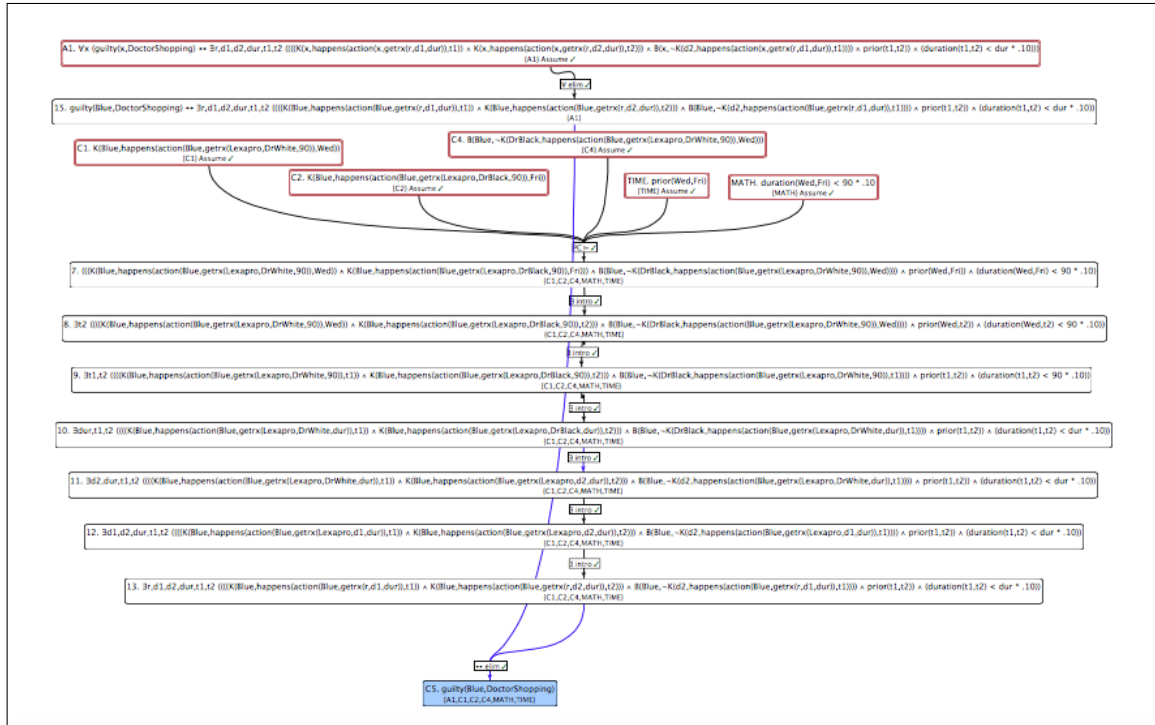 A1. ∀x (guilty(x,DoctorShopping) ↔ ∃r,d1,d2,dur,t1,t2 ((((K(x,happens(action(x,getrx(r,d1,dur)),t1)) ∧ K(x,happens(action(x,getrx(r,d2,dur)),t2))) ∧ B(x,¬K(d2,happens(action(x,getrx(r,d1,dur)),t1)))) ∧ prior(t1,t2)) ∧ (duration(t1,t2) < dur * .10)))
{A1} Assume ✓
∀ elim ✓
15. guilty(Blue,DoctorShopping) ↔ ∃r,d1,d2,dur,t1,t2 ((((K(Blue,happens(action(Blue,getrx(r,d1,dur)),t1)) ∧ K(Blue,happens(action(Blue,getrx(r,d2,dur)),t2))) ∧ B(Blue,¬K(d2,happens(action(Blue,getrx(r,d1,dur)),t1)))) ∧ prior(t1,t2)) ∧ (duration(t1,t2) < dur * .10))
{A1}
C4. B(Blue,¬K(DrBlack,happens(action(Blue,getrx(Lexapro,DrWhite,90)),Wed)))
{C4} Assume ✓
C1. K(Blue,happens(action(Blue,getrx(Lexapro,DrWhite,90)),Wed))
{C1} Assume ✓
C2. K(Blue,happens(action(Blue,getrx(Lexapro,DrBlack,90)),Fri))
{C2} Assume ✓
TIME. prior(Wed,Fri)
{TIME} Assume ✓
MATH. duration(Wed,Fri) < 90 * .10
{MATH} Assume ✓
PC ⊢ ✓
7. ((((K(Blue,happens(action(Blue,getrx(Lexapro,DrWhite,90)),Wed)) ∧ K(Blue,happens(action(Blue,getrx(Lexapro,DrBlack,90)),Fri))) ∧ B(Blue,¬K(DrBlack,happens(action(Blue,getrx(Lexapro,DrWhite,90)),Wed)))) ∧ prior(Wed,Fri)) ∧ (duration(Wed,Fri) < 90 * .10)
{C1,C2,C4,MATH,TIME}
∃ intro ✓
8. ∃t2 ((((K(Blue,happens(action(Blue,getrx(Lexapro,DrWhite,90)),Wed)) ∧ K(Blue,happens(action(Blue,getrx(Lexapro,DrBlack,90)),t2))) ∧ B(Blue,¬K(DrBlack,happens(action(Blue,getrx(Lexapro,DrWhite,90)),Wed)))) ∧ prior(Wed,t2)) ∧ (duration(Wed,t2) < 90 * .10))
{C1,C2,C4,MATH,TIME}
∃ intro ✓
9. ∃t1,t2 ((((K(Blue,happens(action(Blue,getrx(Lexapro,DrWhite,90)),t1)) ∧ K(Blue,happens(action(Blue,getrx(Lexapro,DrBlack,90)),t2))) ∧ B(Blue,¬K(DrBlack,happens(action(Blue,getrx(Lexapro,DrWhite,90)),t1)))) ∧ prior(t1,t2)) ∧ (duration(t1,t2) < 90 * .10))
{C1,C2,C4,MATH,TIME}
∃ intro ✓
10. ∃dur,t1,t2 ((((K(Blue,happens(action(Blue,getrx(Lexapro,DrWhite,dur)),t1)) ∧ K(Blue,happens(action(Blue,getrx(Lexapro,DrBlack,dur)),t2))) ∧ B(Blue,¬K(DrBlack,happens(action(Blue,getrx(Lexapro,DrWhite,dur)),t1)))) ∧ prior(t1,t2)) ∧ (duration(t1,t2) < dur * .10))
{C1,C2,C4,MATH,TIME}
∃ intro ✓
11. ∃d2,dur,t1,t2 ((((K(Blue,happens(action(Blue,getrx(Lexapro,DrWhite,dur)),t1)) ∧ K(Blue,happens(action(Blue,getrx(Lexapro,d2,dur)),t2))) ∧ B(Blue,¬K(d2,happens(action(Blue,getrx(Lexapro,DrWhite,dur)),t1)))) ∧ prior(t1,t2)) ∧ (duration(t1,t2) < dur * .10))
{C1,C2,C4,MATH,TIME}
∃ intro ✓
12. ∃d1,d2,dur,t1,t2 ((((K(Blue,happens(action(Blue,getrx(Lexapro,d1,dur)),t1)) ∧ K(Blue,happens(action(Blue,getrx(Lexapro,d2,dur)),t2))) ∧ B(Blue,¬K(d2,happens(action(Blue,getrx(Lexapro,d1,dur)),t1)))) ∧ prior(t1,t2)) ∧ (duration(t1,t2) < dur * .10))
{C1,C2,C4,MATH,TIME}
∃ intro ✓
13. ∃r,d1,d2,dur,t1,t2 ((((K(Blue,happens(action(Blue,getrx(r,d1,dur)),t1)) ∧ K(Blue,happens(action(Blue,getrx(r,d2,dur)),t2))) ∧ B(Blue,¬K(d2,happens(action(Blue,getrx(r,d1,dur)),t1)))) ∧ prior(t1,t2)) ∧ (duration(t1,t2) < dur * .10))
{C1,C2,C4,MATH,TIME}
↔ elim ✓
C5. guilty(Blue,DoctorShopping)
{A1,C1,C2,C4,MATH,TIME}